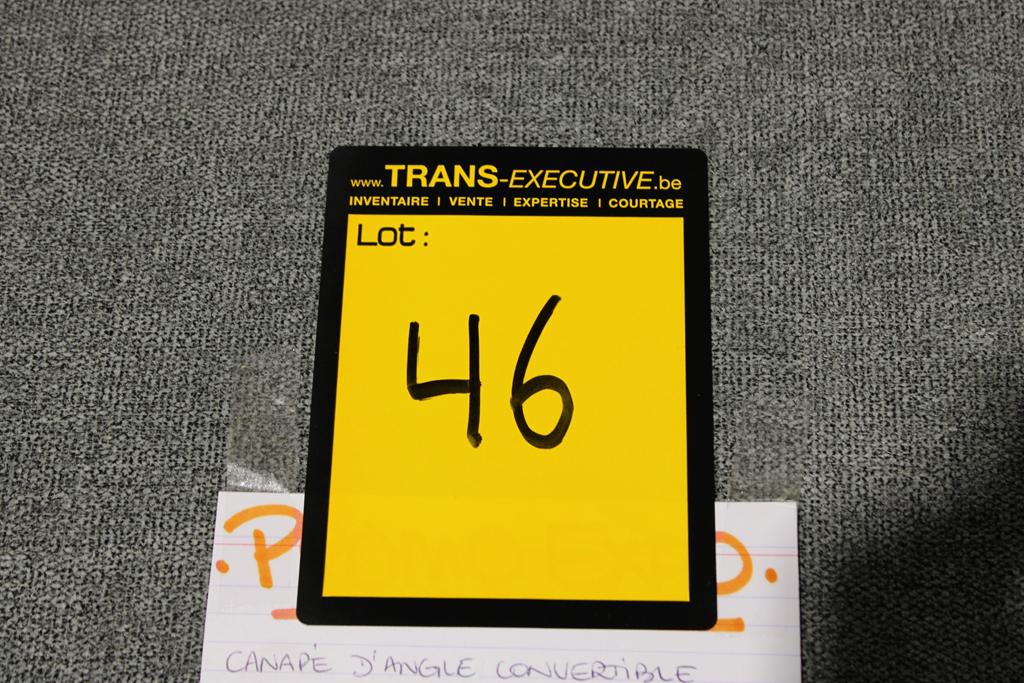 www.TRANS-EXECUTIVE.be
INVENTAIRE | VENTE | EXPERTISE | COURTAGE
Lot :
46
CANAPÉ D'ANGLE CONVERTIBLE